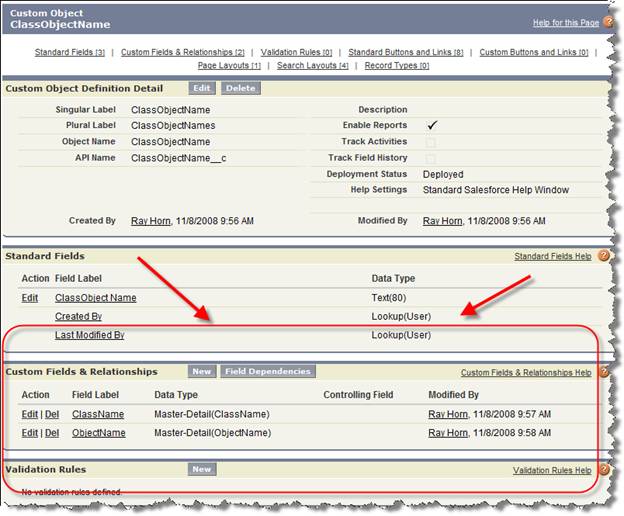 Custom Object
ClassObjectName
Help for this Page ?
Standard Fields [3] | Custom Fields & Relationships [2] | Validation Rules [0] | Standard Buttons and Links [8] | Custom Buttons and Links [0] |
Page Layouts [1] | Search Layouts [4] | Record Types [0]
Custom Object Definition Detail Edit Delete
Singular Label ClassObjectName Description
Plural Label ClassObjectNames Enable Reports ✓
Object Name ClassObjectName Track Activities
API Name ClassObjectName__c Track Field History
Deployment Status Deployed
Help Settings Standard Salesforce Help Window
Created By Ray Horn, 11/8/2008 9:56 AM Modified By Ray Horn, 11/8/2008 9:56 AM
Standard Fields Standard Fields Help ?
Action Field Label Data Type
Edit ClassObject Name Text(80)
Created By Lookup(User)
Last Modified By Lookup(User)
Custom Fields & Relationships New Field Dependencies Custom Fields & Relationships Help ?
Action Field Label Data Type Controlling Field Modified By
Edit | Del ClassName Master-Detail(ClassName) Ray Horn, 11/8/2008 9:57 AM
Edit | Del ObjectName Master-Detail(ObjectName) Ray Horn, 11/8/2008 9:58 AM
Validation Rules New Validation Rules Help ?
No validation rules defined.